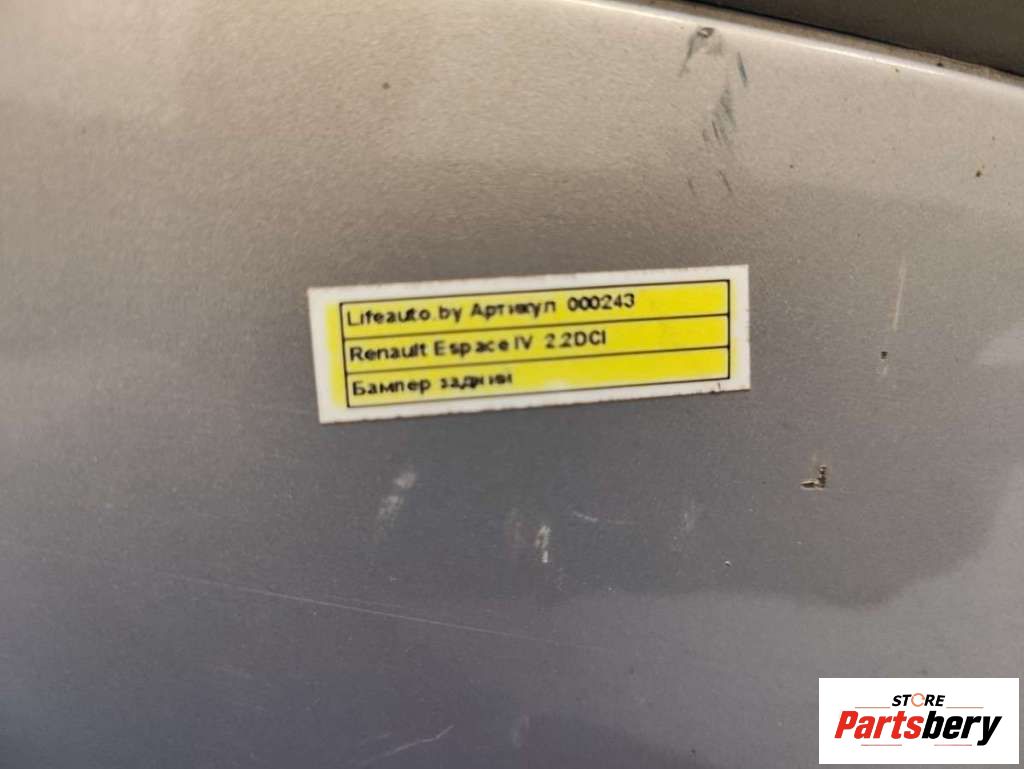 Lifeauto.by Артикул 000243
Renault Espace IV 2.2DCI
Бампер задний
STORE
Partsbery